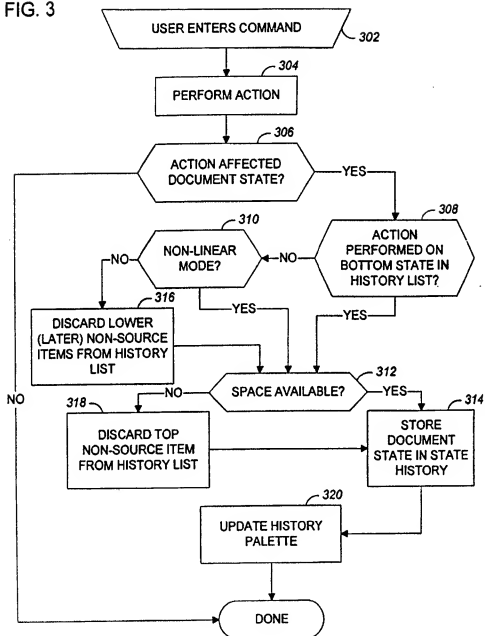 FIG. 3
USER ENTERS COMMAND
302
304
PERFORM ACTION
306
ACTION AFFECTED
DOCUMENT STATE?
YES
308
ACTION
PERFORMED ON
BOTTOM STATE IN
HISTORY LIST?
310
NON-LINEAR
MODE?
NO
NO
316
DISCARD LOWER
(LATER) NON-SOURCE
ITEMS FROM HISTORY
LIST
YES
YES
312
SPACE AVAILABLE?
NO
YES
NO
318
DISCARD TOP
NON-SOURCE ITEM
FROM HISTORY LIST
314
STORE
DOCUMENT
STATE IN STATE
HISTORY
320
UPDATE HISTORY
PALETTE
DONE